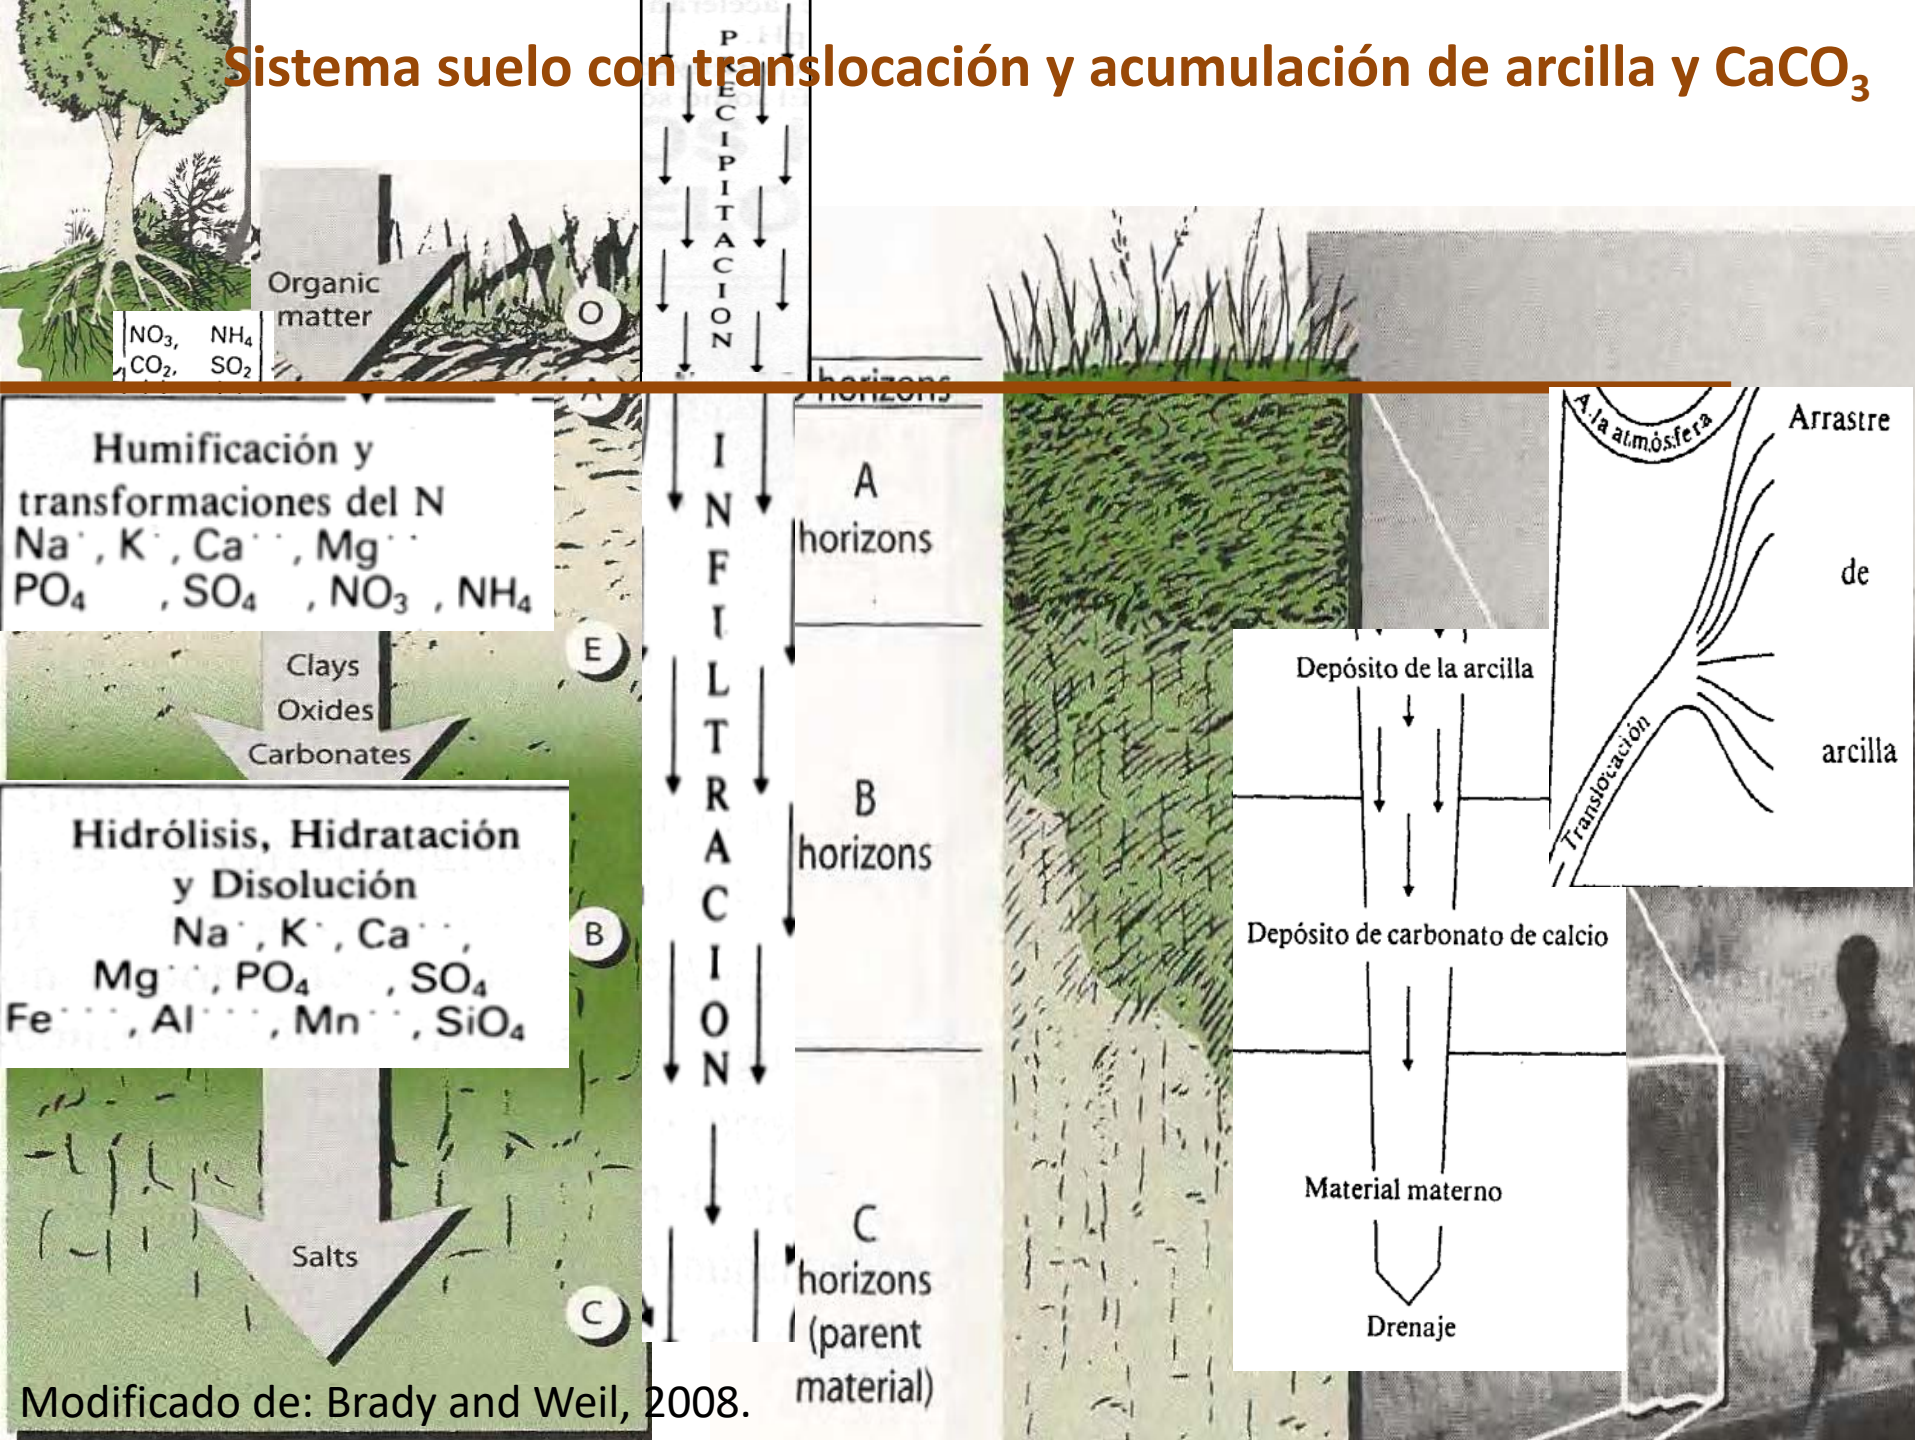 Sistema suelo con translocación y acumulación de arcilla y CaCO₃
PRECIPITACION
Organic
matter
O
NO₃, NH₄
CO₂, SO₂
horizons
A
Humificación y
transformaciones del N
Na˙, K˙, Ca˙˙, Mg˙˙
PO₄ , SO₄ , NO₃ , NH₄
E
Clays
Oxides
Carbonates
Hidrólisis, Hidratación
y Disolución
Na˙, K˙, Ca˙˙,
Mg˙˙, PO₄ , SO₄
Fe˙˙˙, Al˙˙˙, Mn˙˙, SiO₄
B
Salts
C
INFILTRACION
A
horizons
B
horizons
C
horizons
(parent
material)
A la atmósfera
Arrastre
de
arcilla
Translocación
Depósito de la arcilla
Depósito de carbonato de calcio
Material materno
Drenaje
Modificado de: Brady and Weil, 2008.